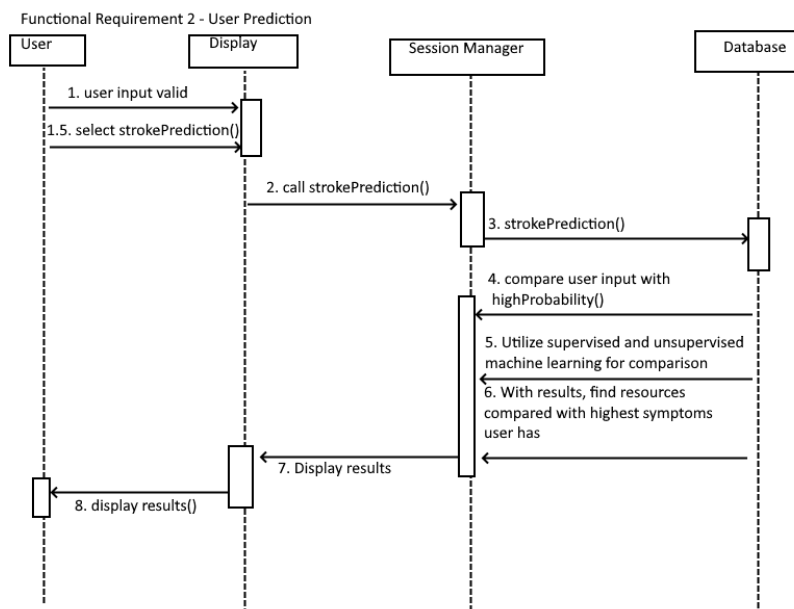 Functional Requirement 2 - User Prediction
User
Display
Session Manager
Database
1. user input valid
1.5. select strokePrediction()
2. call strokePrediction()
3. strokePrediction()
4. compare user input with
highProbability()
5. Utilize supervised and unsupervised
machine learning for comparison
6. With results, find resources
compared with highest symptoms
user has
7. Display results
8. display results()